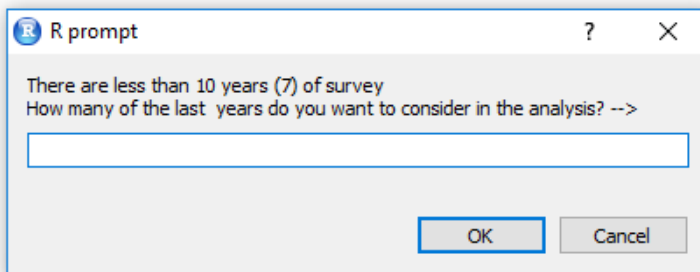 R prompt
?
There are less than 10 years (7) of survey
How many of the last  years do you want to consider in the analysis? -->
OK
Cancel